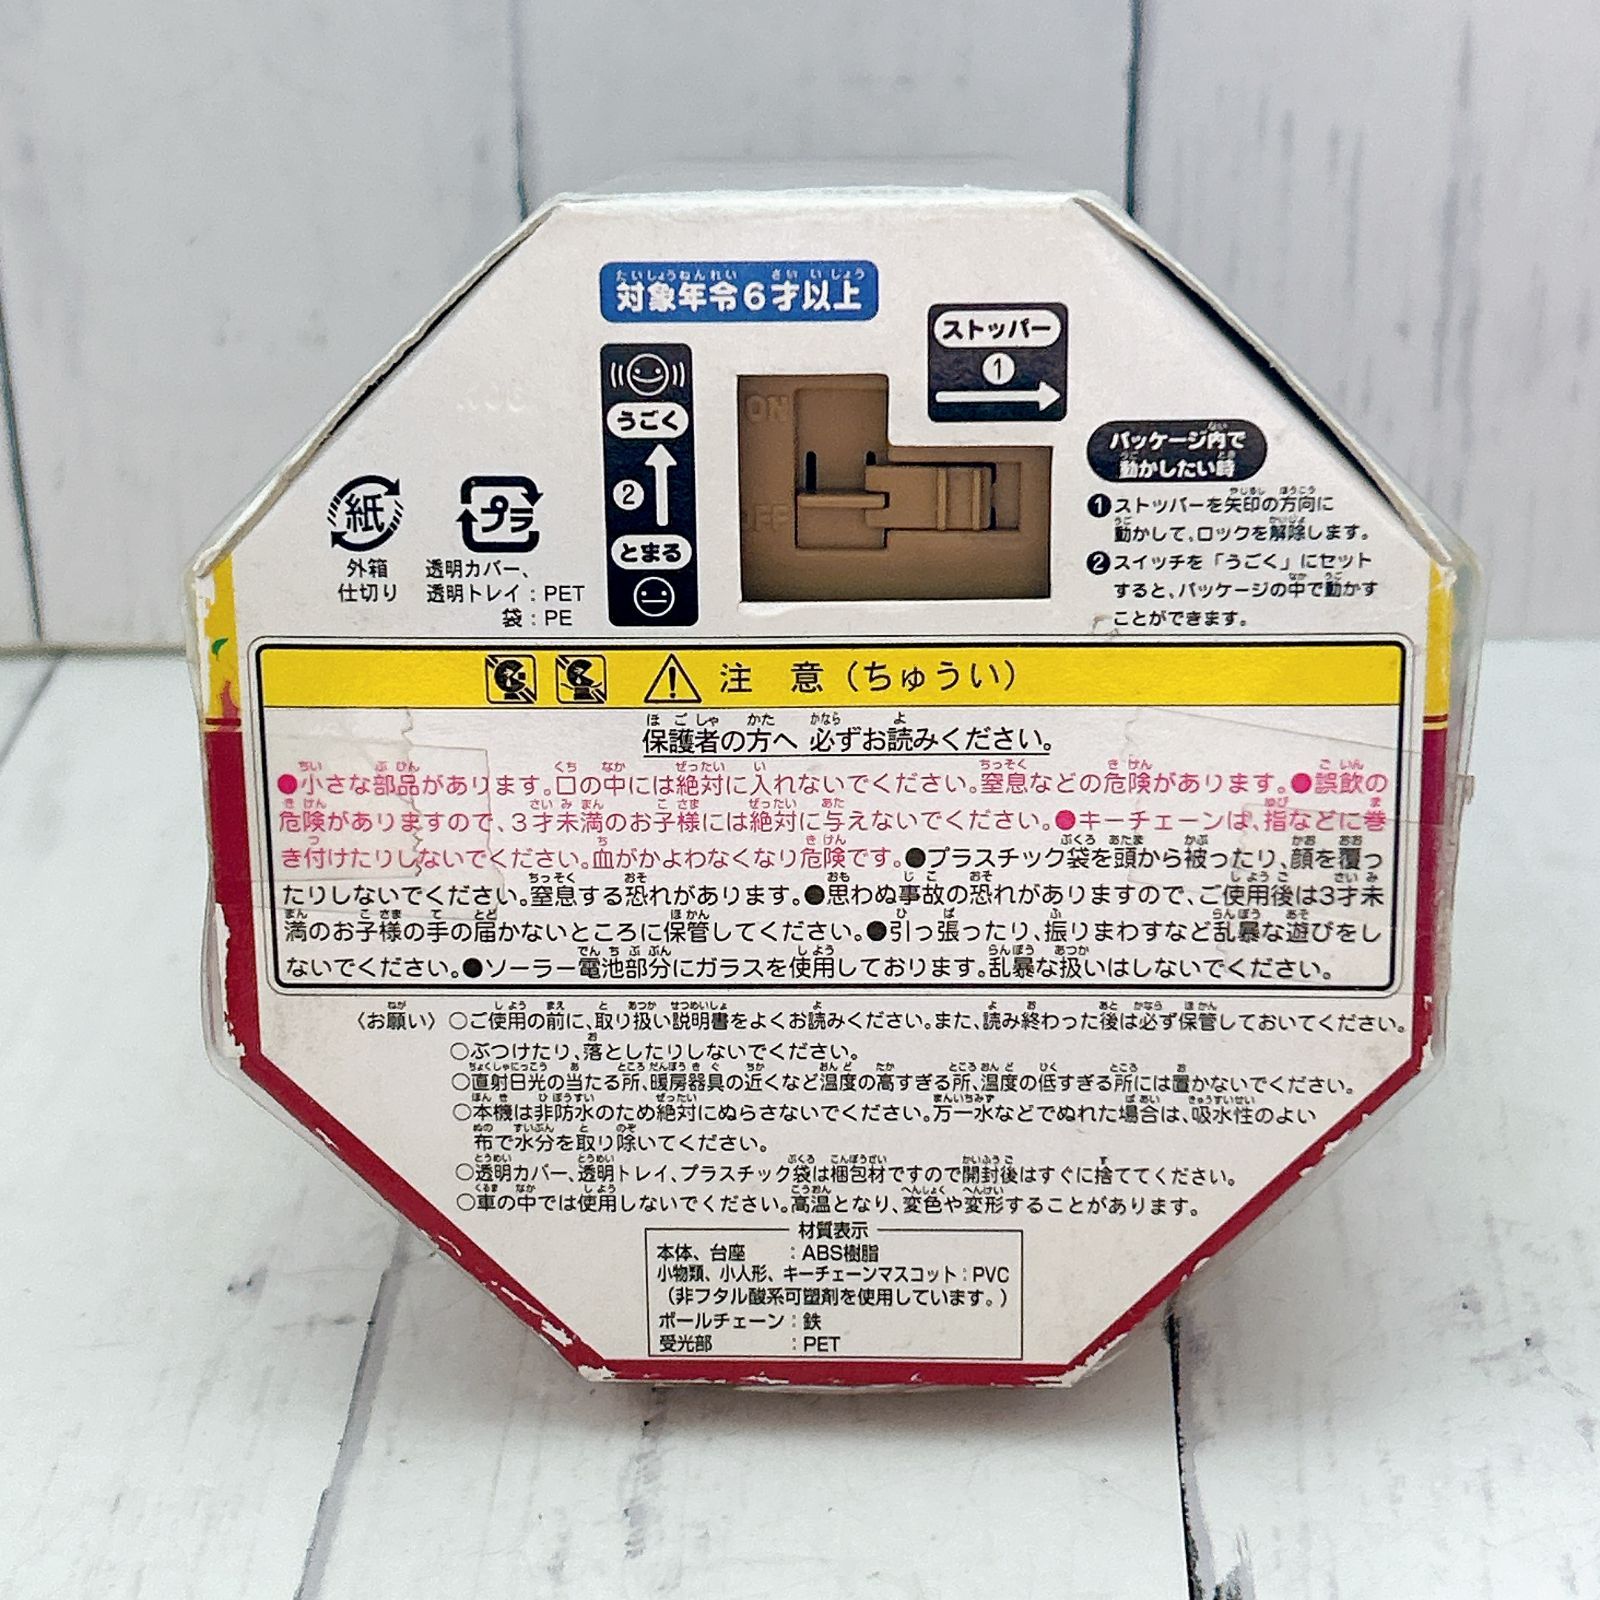 対象年令6才以上
ストッパー
1
うごく
2
とまる
ON
OFF
パッケージ内で
動かしたい時
❶ストッパーを矢印の方向に
動かして、ロックを解除します。
❷スイッチを「うごく」にセット
すると、パッケージの中で動かす
ことができます。
紙
プラ
外箱
仕切り
透明カバー、
透明トレイ：PET
袋：PE
注 意（ちゅうい）
保護者の方へ 必ずお読みください。
●小さな部品があります。口の中には絶対に入れないでください。窒息などの危険があります。●誤飲の
危険がありますので、3才未満のお子様には絶対に与えないでください。●キーチェーンは、指などに巻
き付けたりしないでください。血がかよわなくなり危険です。●プラスチック袋を頭から被ったり、顔を覆っ
たりしないでください。窒息する恐れがあります。●思わぬ事故の恐れがありますので、ご使用後は3才未
満のお子様の手の届かないところに保管してください。●引っ張ったり、振りまわすなど乱暴な遊びをし
ないでください。●ソーラー電池部分にガラスを使用しております。乱暴な扱いはしないでください。
〈お願い〉○ご使用の前に、取り扱い説明書をよくお読みください。また、読み終わった後は必ず保管しておいてください。
○ぶつけたり、落としたりしないでください。
○直射日光の当たる所、暖房器具の近くなど温度の高すぎる所、温度の低すぎる所には置かないでください。
○本機は非防水のため絶対にぬらさないでください。万一水などでぬれた場合は、吸水性のよい
布で水分を取り除いてください。
○透明カバー、透明トレイ、プラスチック袋は梱包材ですので開封後はすぐに捨ててください。
○車の中では使用しないでください。高温となり、変色や変形することがあります。
材質表示
本体、台座 ：ABS樹脂
小物類、小人形、キーチェーンマスコット：PVC
（非フタル酸系可塑剤を使用しています。）
ボールチェーン：鉄
受光部 ：PET